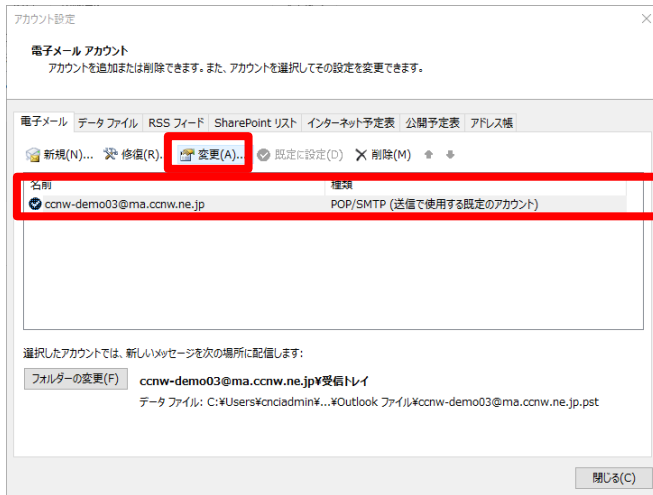 アカウント設定
電子メール アカウント
アカウントを追加または削除できます。また、アカウントを選択してその設定を変更できます。
電子メール データ ファイル RSS フィード SharePoint リスト インターネット予定表 公開予定表 アドレス帳
新規(N)... 修復(R)... 変更(A)... 既定に設定(D) 削除(M)
名前 種類
ccnw-demo03@ma.ccnw.ne.jp POP/SMTP (送信で使用する既定のアカウント)
選択したアカウントでは、新しいメッセージを次の場所に配信します:
フォルダーの変更(F) ccnw-demo03@ma.ccnw.ne.jp¥受信トレイ
データ ファイル: C:¥Users¥cnciadmin¥...¥Outlook ファイル¥ccnw-demo03@ma.ccnw.ne.jp.pst
閉じる(C)